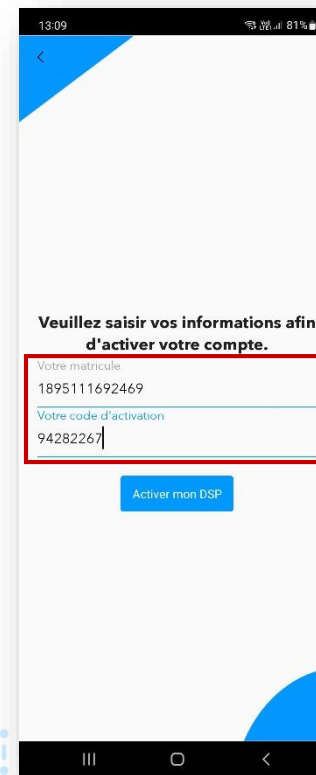 13:09
81%
Veuillez saisir vos informations afin
d'activer votre compte.
Votre matricule
1895111692469
Votre code d'activation
94282267
Activer mon DSP